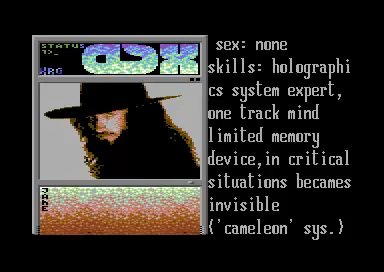 STATUS
sex: none
skills: holographi
cs system expert,
one track mind
limited memory
device,in critical
situations becames
invisible
('cameleon' sys.)